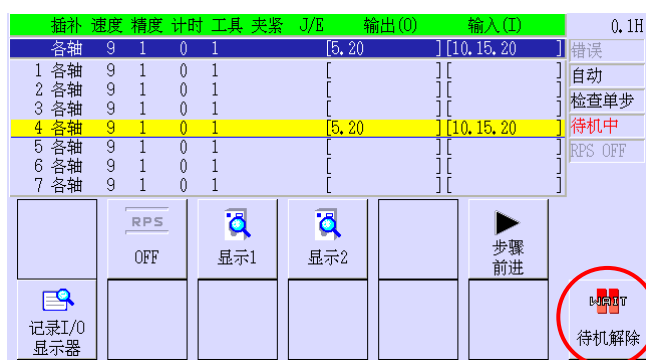 插补 速度 精度 计时 工具 夹紧 J/E 输出(O) 输入(I) 0.1H
各轴 9 1 0 1 [5.20 ][10.15.20 ] 错误
1 各轴 9 1 0 1 [ ][ ] 自动
2 各轴 9 1 0 1 [ ][ ]
3 各轴 9 1 0 1 [ ][ ] 检查单步
4 各轴 9 1 0 1 [5.20 ][10.15.20 ] 待机中
5 各轴 9 1 0 1 [ ][ ] RPS OFF
6 各轴 9 1 0 1 [ ][ ]
7 各轴 9 1 0 1 [ ][ ]
RPS
OFF
显示1
显示2
步骤
前进
记录I/O
显示器
WAIT
待机解除